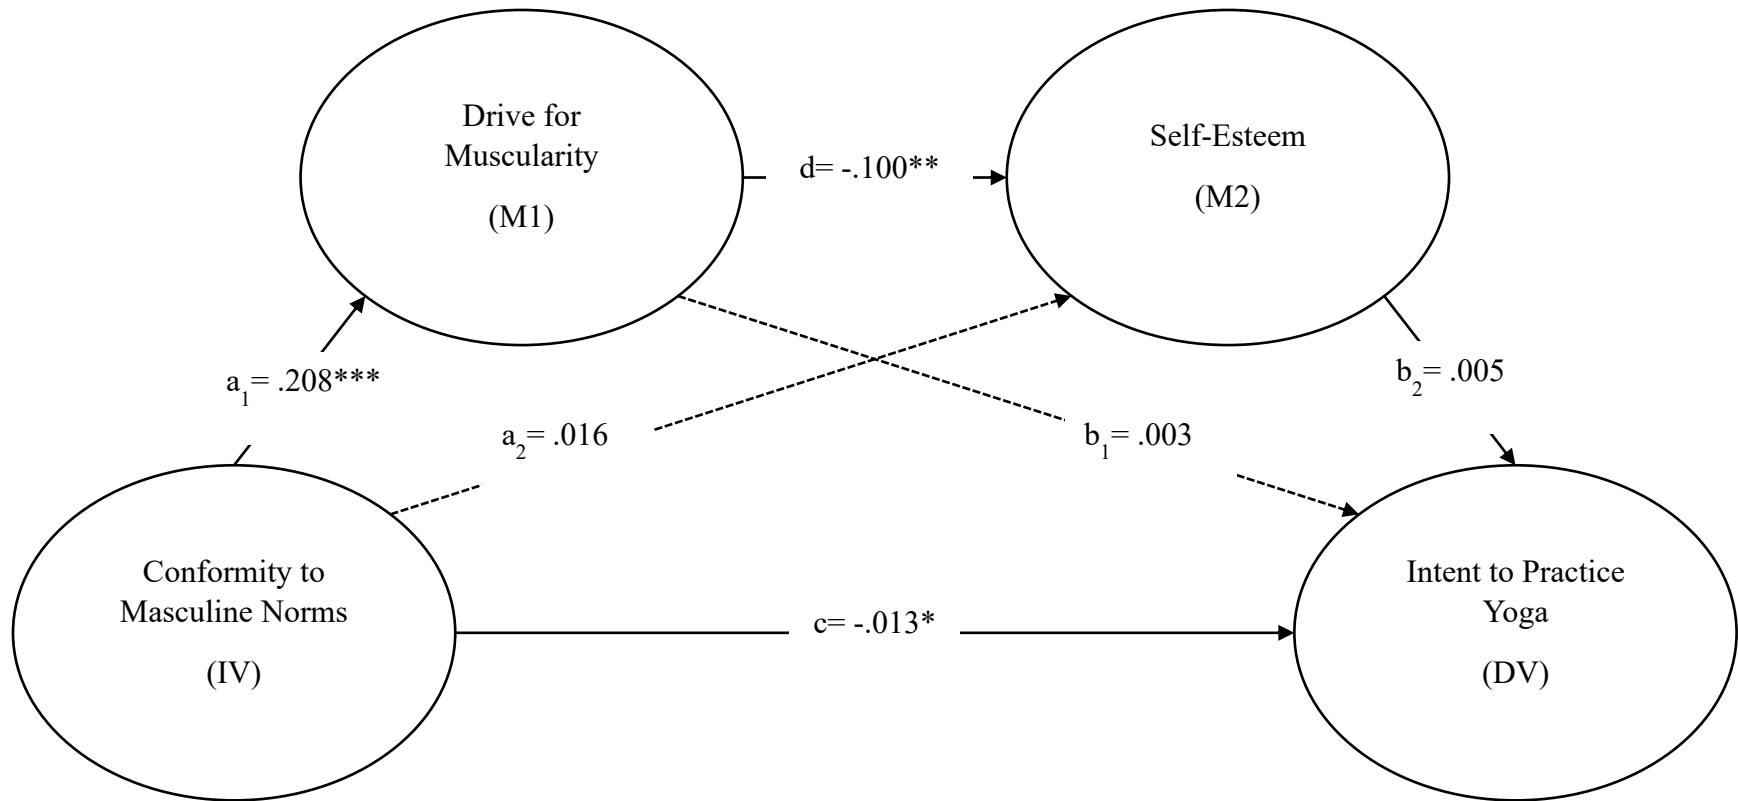 Drive for
Muscularity
(M1)
d= -.100**
Self-Esteem
(M2)
a1= .208***
b2= .005
a2= .016
b1= .003
Conformity to
Masculine Norms
(IV)
c= -.013*
Intent to Practice
Yoga
(DV)